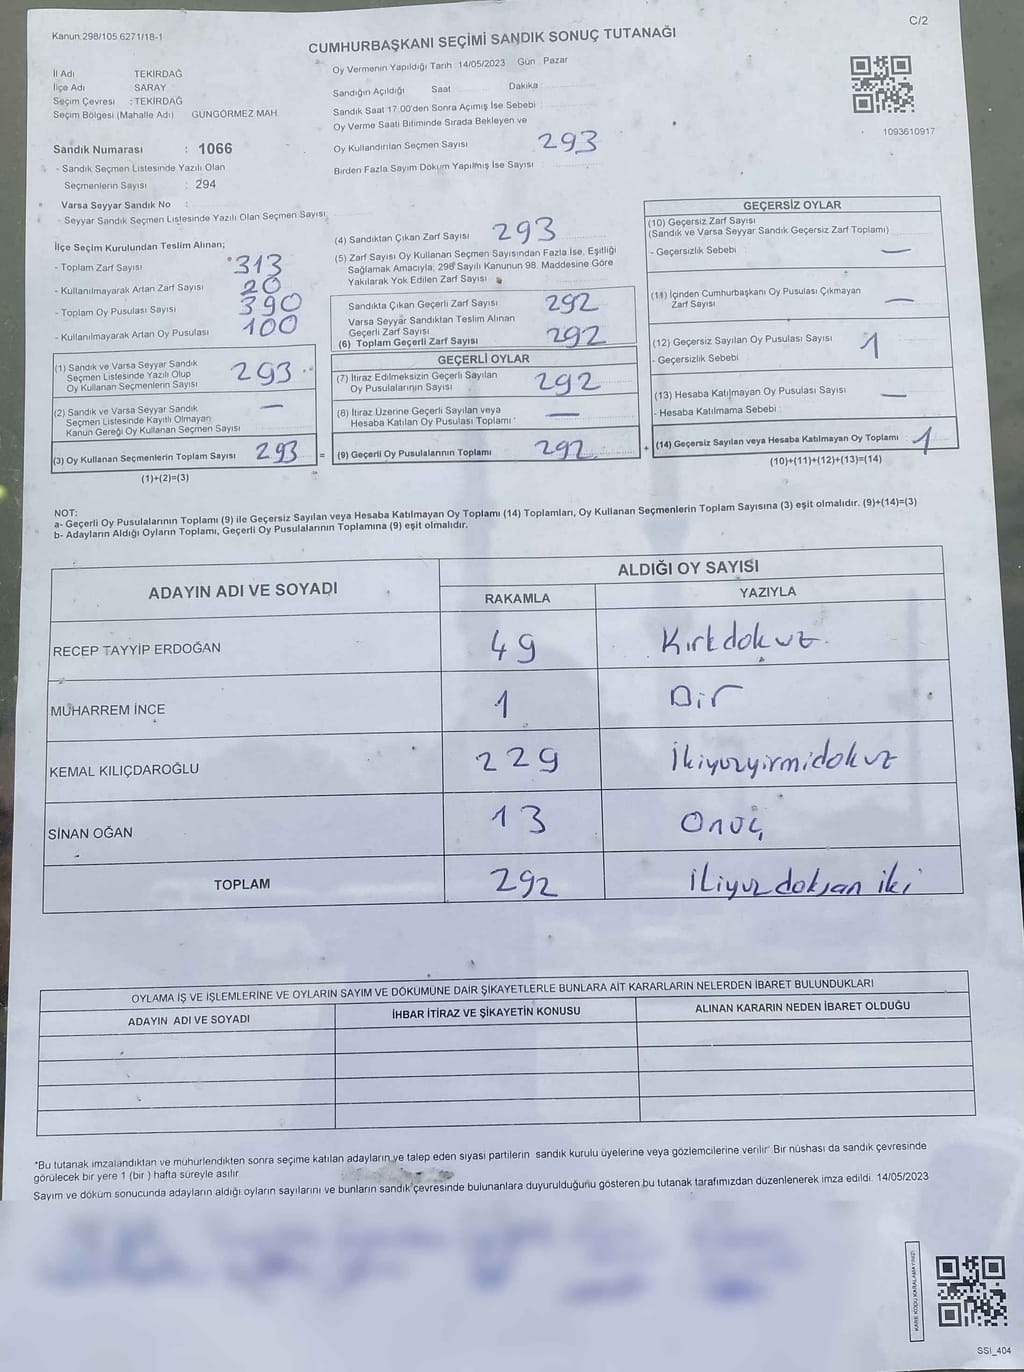 Kanun:298/105.6271/18-1
C/2
CUMHURBAŞKANI SEÇİMİ SANDIK SONUÇ TUTANAĞI
İl Adı TEKİRDAĞ
İlçe Adı SARAY
Seçim Çevresi : TEKİRDAĞ
Seçim Bölgesi (Mahalle Adı) GÜNGÖRMEZ MAH.
Sandık Numarası : 1066
- Sandık Seçmen Listesinde Yazılı Olan
Seçmenlerin Sayısı : 294
Varsa Seyyar Sandık No :
- Seyyar Sandık Seçmen Listesinde Yazılı Olan Seçmen Sayısı
Oy Vermenin Yapıldığı Tarih : 14/05/2023 Gün : Pazar
Sandığın Açıldığı Saat Dakika
Sandık Saat 17.00'den Sonra Açımış İse Sebebi
Oy Verme Saati Bitiminde Sırada Bekleyen ve
Oy Kullandırılan Seçmen Sayısı 293
Birden Fazla Sayım Döküm Yapılmış İse Sayısı
1093610917
İlçe Seçim Kurulundan Teslim Alınan;
- Toplam Zarf Sayısı 313
- Kullanılmayarak Artan Zarf Sayısı 20
- Toplam Oy Pusulası Sayısı 390
- Kullanılmayarak Artan Oy Pusulası 100
(1) Sandık ve Varsa Seyyar Sandık
Seçmen Listesinde Yazılı Olup
Oy Kullanan Seçmenlerin Sayısı 293
(2) Sandık ve Varsa Seyyar Sandık
Seçmen Listesinde Kayıtlı Olmayan
Kanun Gereği Oy Kullanan Seçmen Sayısı —
(3) Oy Kullanan Seçmenlerin Toplam Sayısı 293 =
(1)+(2)=(3)
(4) Sandıktan Çıkan Zarf Sayısı 293
(5) Zarf Sayısı Oy Kullanan Seçmen Sayısından Fazla İse, Eşitliği
Sağlamak Amacıyla, 298 Sayılı Kanunun 98. Maddesine Göre
Yakılarak Yok Edilen Zarf Sayısı
Sandıkta Çıkan Geçerli Zarf Sayısı 292
Varsa Seyyar Sandıktan Teslim Alınan
Geçerli Zarf Sayısı
(6) Toplam Geçerli Zarf Sayısı 292
GEÇERLİ OYLAR
(7) İtiraz Edilmeksizin Geçerli Sayılan
Oy Pusulalarının Sayısı 292
(8) İtiraz Üzerine Geçerli Sayılan veya
Hesaba Katılan Oy Pusulası Toplamı —
(9) Geçerli Oy Pusulalarının Toplamı 292 +
GEÇERSİZ OYLAR
(10) Geçersiz Zarf Sayısı
(Sandık ve Varsa Seyyar Sandık Geçersiz Zarf Toplamı)
- Geçersizlik Sebebi —
(11) İçinden Cumhurbaşkanı Oy Pusulası Çıkmayan
Zarf Sayısı —
(12) Geçersiz Sayılan Oy Pusulası Sayısı 1
- Geçersizlik Sebebi
(13) Hesaba Katılmayan Oy Pusulası Sayısı —
- Hesaba Katılmama Sebebi :
(14) Geçersiz Sayılan veya Hesaba Katılmayan Oy Toplamı 1
(10)+(11)+(12)+(13)=(14)
NOT:
a- Geçerli Oy Pusulalarının Toplamı (9) ile Geçersiz Sayılan veya Hesaba Katılmayan Oy Toplamı (14) Toplamları, Oy Kullanan Seçmenlerin Toplam Sayısına (3) eşit olmalıdır. (9)+(14)=(3)
b- Adayların Aldığı Oyların Toplamı, Geçerli Oy Pusulalarının Toplamına (9) eşit olmalıdır.
ADAYIN ADI VE SOYADI ALDIĞI OY SAYISI
RAKAMLA YAZIYLA
RECEP TAYYİP ERDOĞAN 49 Kırkdokuz.
MUHARREM İNCE 1 Bir
KEMAL KILIÇDAROĞLU 229 İkiyüzyirmidokuz
SİNAN OĞAN 13 Onüç
TOPLAM 292 ikiyüz doksan iki
OYLAMA İŞ VE İŞLEMLERİNE VE OYLARIN SAYIM VE DÖKÜMÜNE DAİR ŞİKAYETLERLE BUNLARA AİT KARARLARIN NELERDEN İBARET BULUNDUKLARI
ADAYIN ADI VE SOYADI İHBAR İTİRAZ VE ŞİKAYETİN KONUSU ALINAN KARARIN NEDEN İBARET OLDUĞU
*Bu tutanak imzalandıktan ve mühürlendikten sonra seçime katılan adayların ve talep eden siyasi partilerin sandık kurulu üyelerine veya gözlemcilerine verilir. Bir nüshası da sandık çevresinde
görülecek bir yere 1 (bir) hafta süreyle asılır.
Sayım ve döküm sonucunda adayların aldığı oyların sayılarını ve bunların sandık çevresinde bulunanlara duyurulduğunu gösteren bu tutanak tarafımızdan düzenlenerek imza edildi. 14/05/2023
KARE KODU KARALAMAYINIZ!
SSI_404